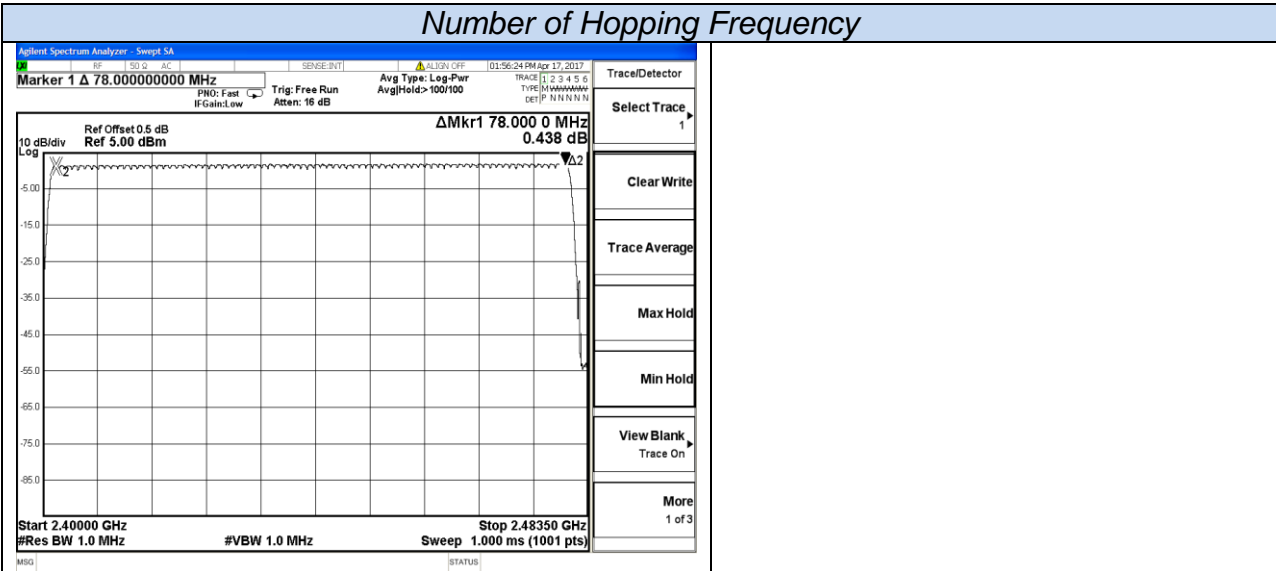 Number of Hopping Frequency
Agilent Spectrum Analyzer - Swept SA
RF 50 Ω AC SENSE:INT ALIGN OFF 01:56:24 PM Apr 17, 2017
Marker 1 Δ 78.000000000 MHz
PNO: Fast
IFGain:Low
Trig: Free Run
Atten: 16 dB
Avg Type: Log-Pwr
Avg|Hold:> 100/100
TRACE 1 2 3 4 5 6
TYPE M
DET P N N N N N
Ref Offset 0.5 dB
Ref 5.00 dBm
10 dB/div
Log
ΔMkr1 78.000 0 MHz
0.438 dB
X2
Δ2
-5.00
-15.0
-25.0
-35.0
-45.0
-55.0
-65.0
-75.0
-85.0
Start 2.40000 GHz
Stop 2.48350 GHz
#Res BW 1.0 MHz
#VBW 1.0 MHz
Sweep 1.000 ms (1001 pts)
MSG
STATUS
Trace/Detector
Select Trace
1
Clear Write
Trace Average
Max Hold
Min Hold
View Blank
Trace On
More
1 of 3